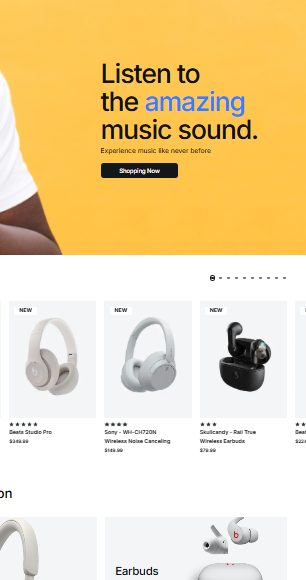 Listen to
the amazing
music sound.
Experience music like never before
Shopping Now
NEW
NEW
NEW
Beats Studio Pro
$349.99
Sony - WH-CH720N
Wireless Noise Canceling
$149.99
Skullcandy - Rail True
Wireless Earbuds
$79.99
Bea
$224
on
Earbuds